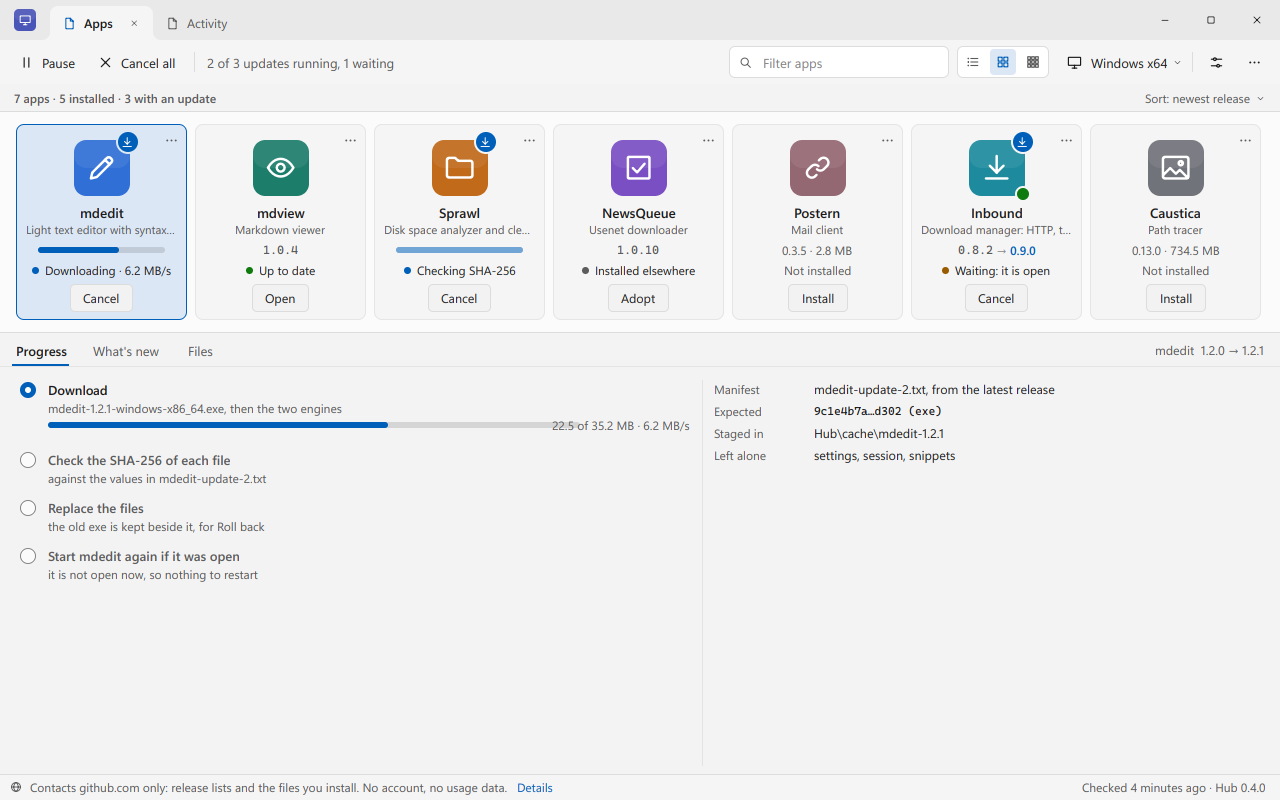 Apps
Activity
Pause
Cancel all
2 of 3 updates running, 1 waiting
Filter apps
Windows x64
7 apps · 5 installed · 3 with an update
Sort: newest release
mdedit
Light text editor with syntax...
Downloading · 6.2 MB/s
Cancel
mdview
Markdown viewer
1.0.4
Up to date
Open
Sprawl
Disk space analyzer and cle...
Checking SHA-256
Cancel
NewsQueue
Usenet downloader
1.0.10
Installed elsewhere
Adopt
Postern
Mail client
0.3.5 · 2.8 MB
Not installed
Install
Inbound
Download manager: HTTP, t...
0.8.2 → 0.9.0
Waiting: it is open
Cancel
Caustica
Path tracer
0.13.0 · 734.5 MB
Not installed
Install
Progress
What's new
Files
mdedit 1.2.0 → 1.2.1
Download
mdedit-1.2.1-windows-x86_64.exe, then the two engines
22.5 of 35.2 MB · 6.2 MB/s
Check the SHA-256 of each file
against the values in mdedit-update-2.txt
Replace the files
the old exe is kept beside it, for Roll back
Start mdedit again if it was open
it is not open now, so nothing to restart
Manifest mdedit-update-2.txt, from the latest release
Expected 9c1e4b7a…d302 (exe)
Staged in Hub\cache\mdedit-1.2.1
Left alone settings, session, snippets
Contacts github.com only: release lists and the files you install. No account, no usage data. Details
Checked 4 minutes ago · Hub 0.4.0